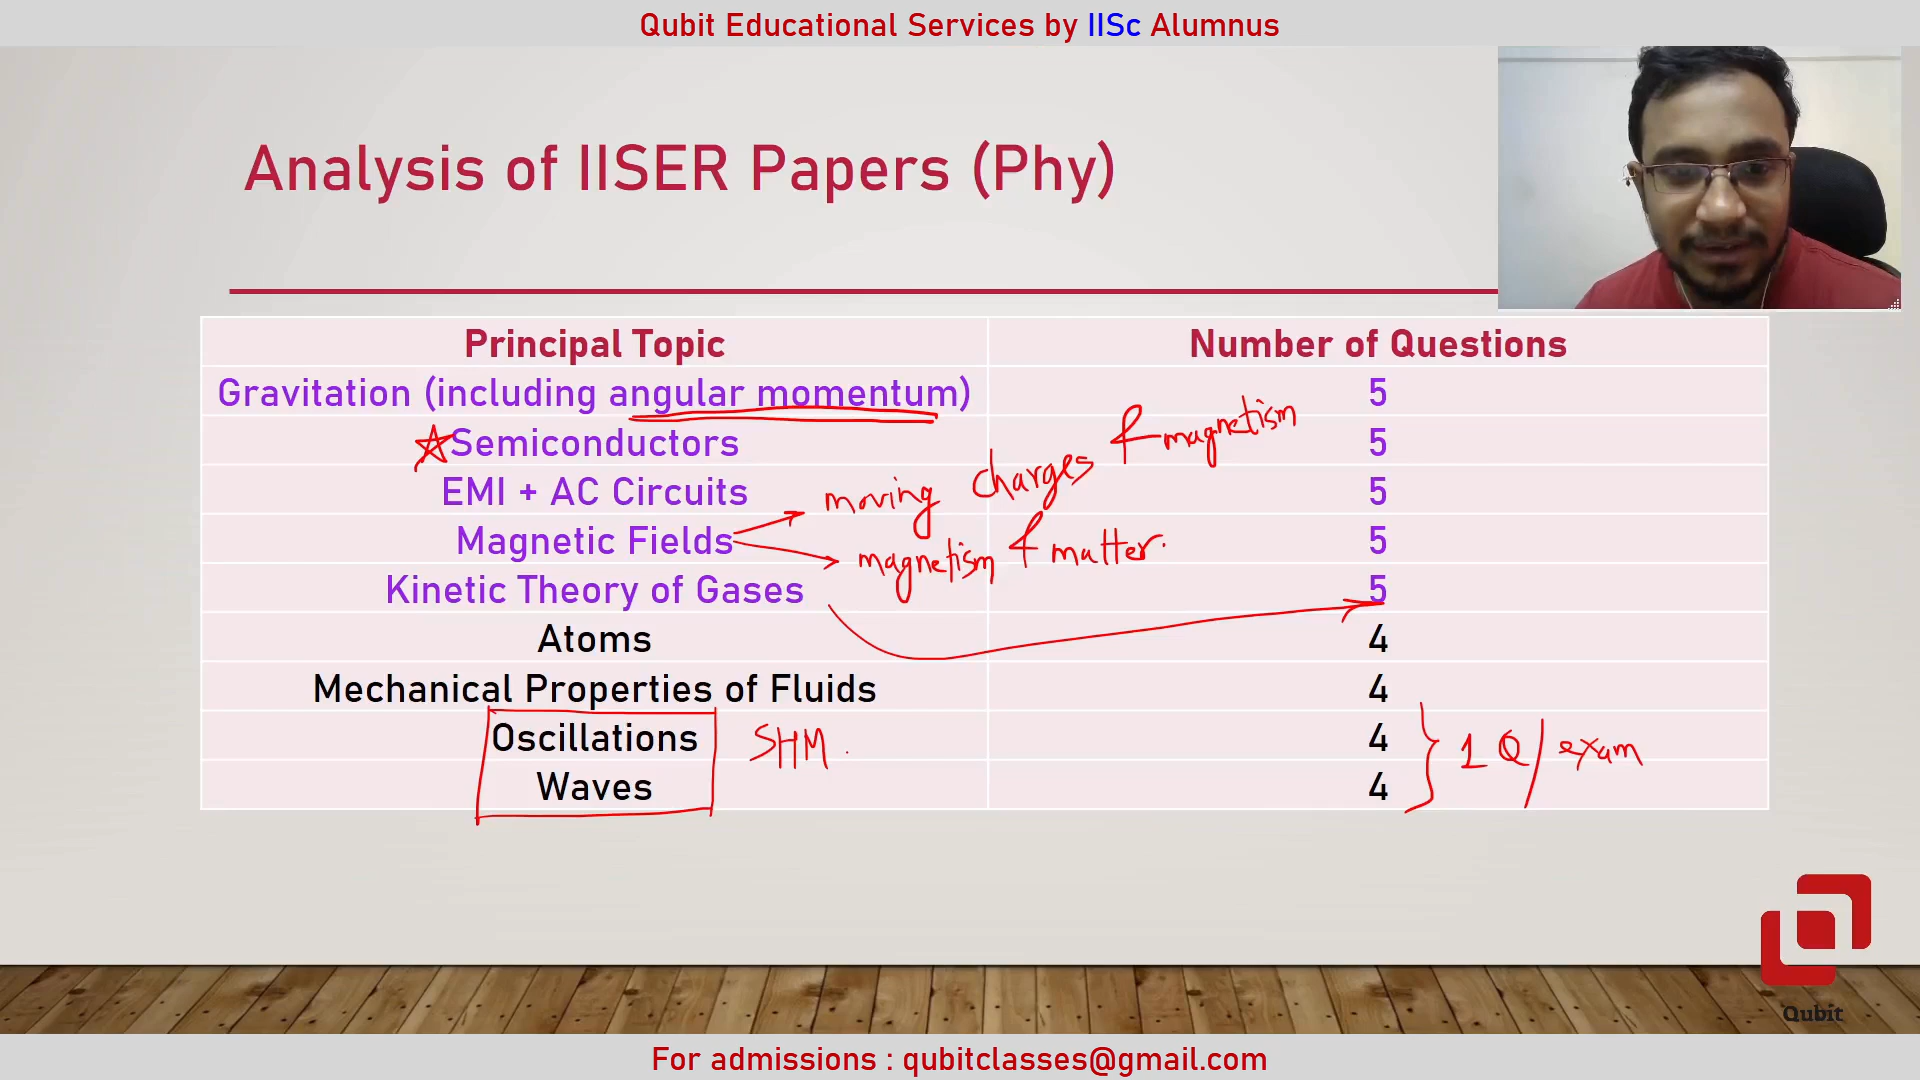 Qubit Educational Services by IISc Alumnus
Analysis of IISER Papers (Phy)
Principal Topic Number of Questions
Gravitation (including angular momentum) 5
Semiconductors 5
EMI + AC Circuits 5
Magnetic Fields 5
moving charges & magnetism
magnetism & matter.
Kinetic Theory of Gases 5
Atoms 4
Mechanical Properties of Fluids 4
Oscillations 4
SHM.
Waves 4
1 Q/exam
Qubit
For admissions : qubitclasses@gmail.com